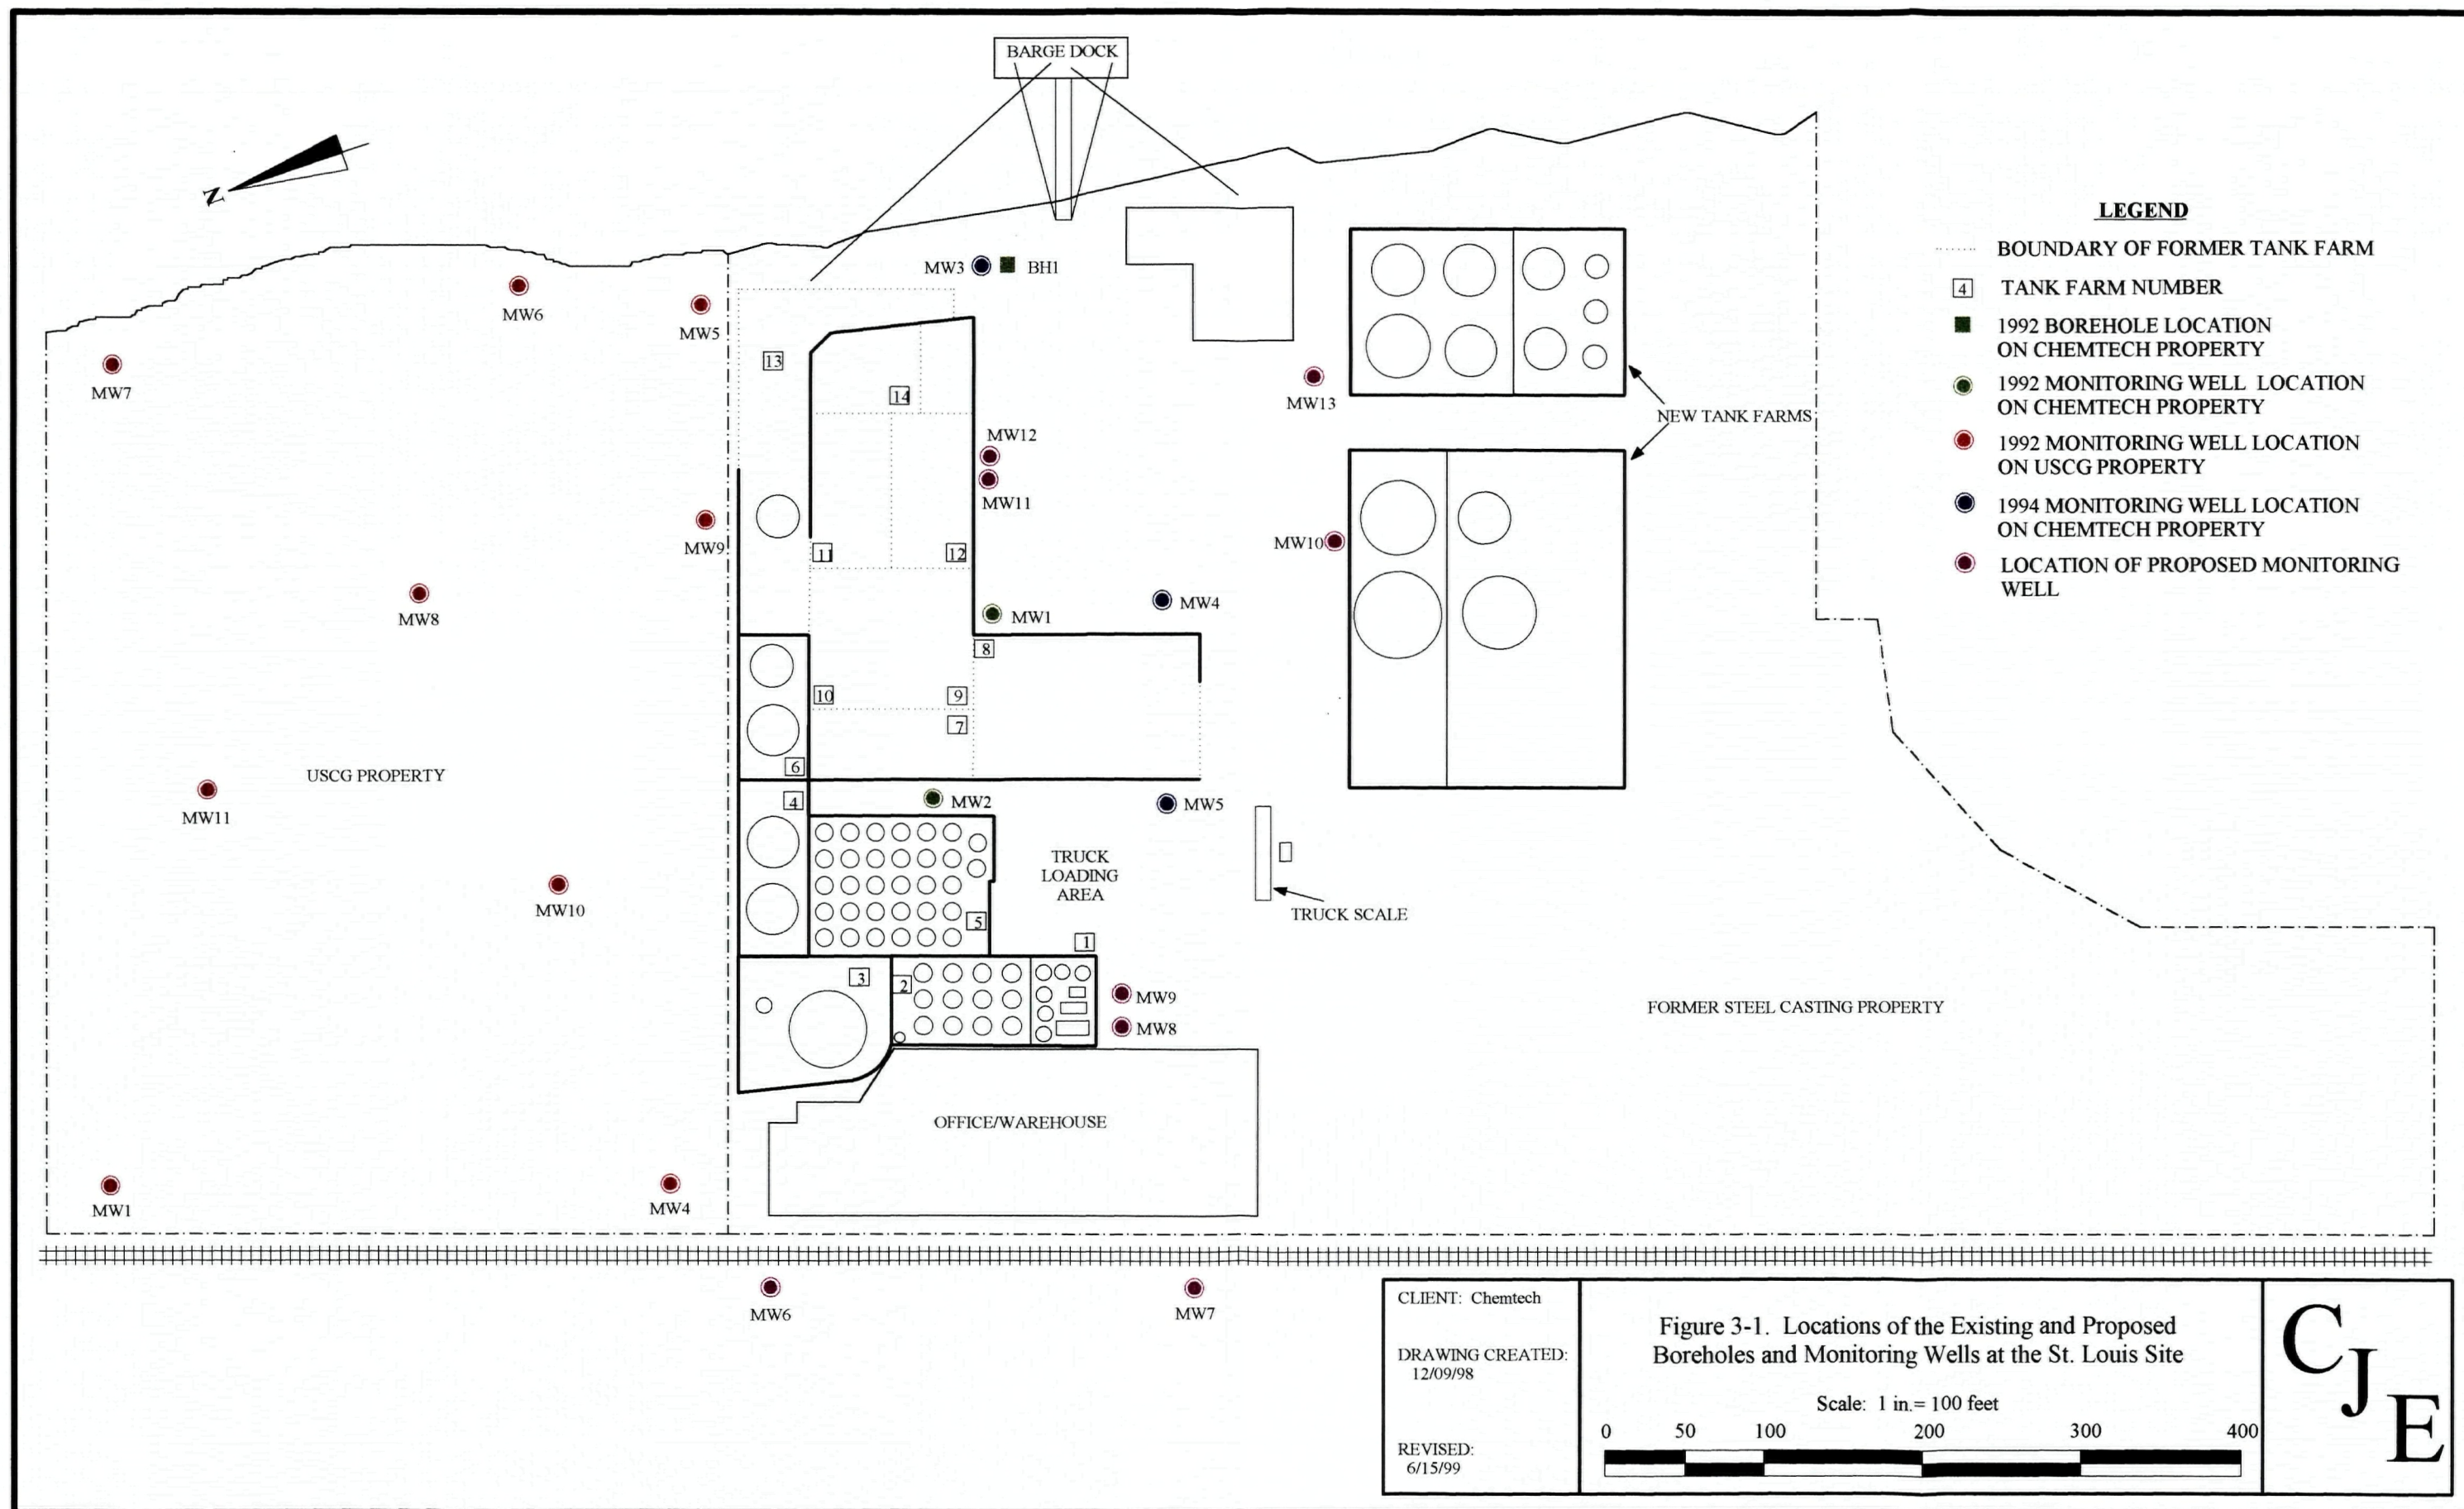 BARGE DOCK
N
LEGEND
BOUNDARY OF FORMER TANK FARM
4
TANK FARM NUMBER
1992 BOREHOLE LOCATION
ON CHEMTECH PROPERTY
1992 MONITORING WELL LOCATION
ON CHEMTECH PROPERTY
1992 MONITORING WELL LOCATION
ON USCG PROPERTY
1994 MONITORING WELL LOCATION
ON CHEMTECH PROPERTY
LOCATION OF PROPOSED MONITORING
WELL
MW3
BH1
MW6
MW5
MW7
13
14
MW13
NEW TANK FARMS
MW12
MW11
MW9
11
12
MW10
MW8
MW1
MW4
8
10
9
7
6
USCG PROPERTY
MW11
4
MW2
MW5
TRUCK
LOADING
AREA
MW10
5
TRUCK SCALE
1
3
2
MW9
MW8
FORMER STEEL CASTING PROPERTY
OFFICE/WAREHOUSE
MW1
MW4
MW6
MW7
CLIENT: Chemtech
DRAWING CREATED:
12/09/98
REVISED:
6/15/99
Figure 3-1. Locations of the Existing and Proposed
Boreholes and Monitoring Wells at the St. Louis Site
Scale: 1 in.= 100 feet
0 50 100 200 300 400
CJE